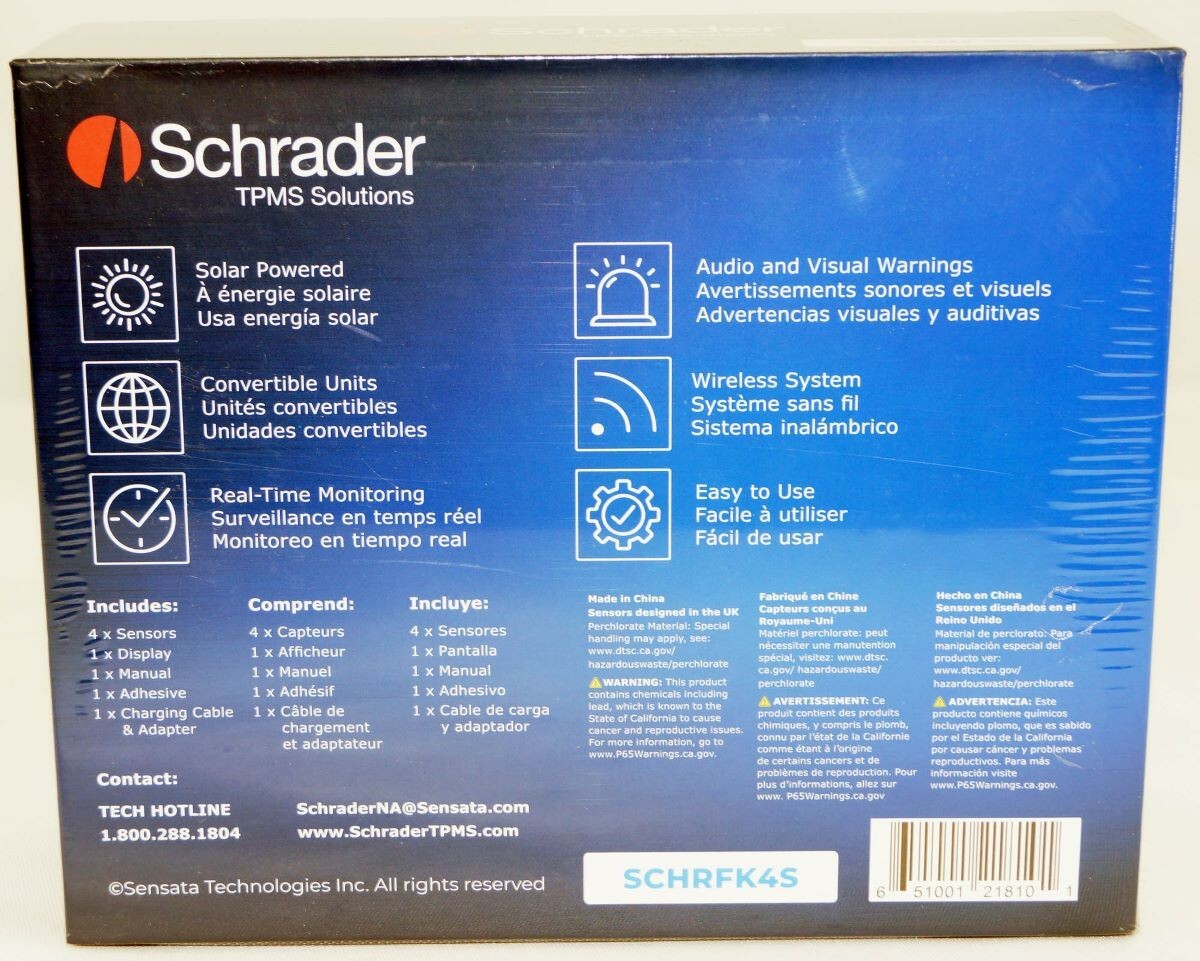 Schrader
Schrader
TPMS Solutions
Solar Powered
À énergie solaire
Usa energía solar
Audio and Visual Warnings
Avertissements sonores et visuels
Advertencias visuales y auditivas
Convertible Units
Unités convertibles
Unidades convertibles
Wireless System
Système sans fil
Sistema inalámbrico
Real-Time Monitoring
Surveillance en temps réel
Monitoreo en tiempo real
Easy to Use
Facile à utiliser
Fácil de usar
Includes:
4 x Sensors
1 x Display
1 x Manual
1 x Adhesive
1 x Charging Cable
& Adapter
Comprend:
4 x Capteurs
1 x Afficheur
1 x Manuel
1 x Adhésif
1 x Câble de
chargement
et adaptateur
Incluye:
4 x Sensores
1 x Pantalla
1 x Manual
1 x Adhesivo
1 x Cable de carga
y adaptador
Made in China
Sensors designed in the UK
Perchlorate Material: Special
handling may apply, see:
www.dtsc.ca.gov/
hazardouswaste/perchlorate
WARNING: This product
contains chemicals including
lead, which is known to the
State of California to cause
cancer and reproductive issues.
For more information, go to
www.P65Warnings.ca.gov.
Fabriqué en Chine
Capteurs conçus au
Royaume-Uni
Matériel perchlorate: peut
nécessiter une manutention
spécial, visitez: www.dtsc.
ca.gov/ hazardouswaste/
perchlorate
AVERTISSEMENT: Ce
produit contient des produits
chimiques, y compris le plomb,
connu par l'état de la Californie
comme étant à l'origine
de certains cancers et de
problèmes de reproduction. Pour
plus d'informations, allez sur
www. P65Warnings.ca.gov
Hecho en China
Sensores diseñados en el
Reino Unido
Material de perclorato: Para
manipulación especial del
producto ver:
www.dtsc.ca.gov/
hazardouswaste/perchlorate
ADVERTENCIA: Este
producto contiene químicos
incluyendo plomo, que es sabido
por el Estado de la California
por causar cáncer y problemas
reproductivos. Para más
información visite
www.P65Warnings.ca.gov.
Contact:
TECH HOTLINE
1.800.288.1804
SchraderNA@Sensata.com
www.SchraderTPMS.com
©Sensata Technologies Inc. All rights reserved
SCHRFK4S
6 51001 21810 1